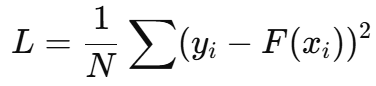 L = \frac{1}{N} \sum (y_i - F(x_i))^2